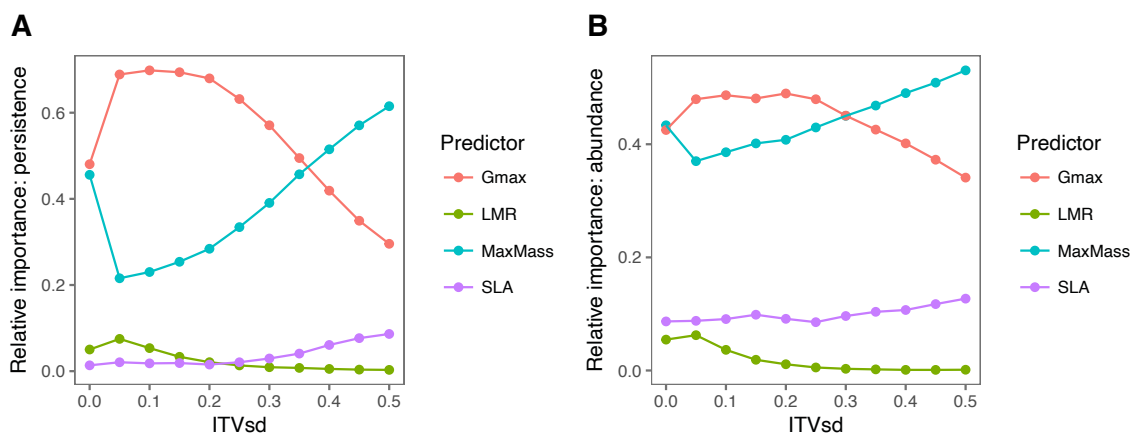 A
Relative importance: persistence
0.6
0.4
0.2
0.0
0.0 0.1 0.2 0.3 0.4 0.5
ITVsd
Predictor
Gmax
LMR
MaxMass
SLA
B
Relative importance: abundance
0.4
0.2
0.0
0.0 0.1 0.2 0.3 0.4 0.5
ITVsd
Predictor
Gmax
LMR
MaxMass
SLA